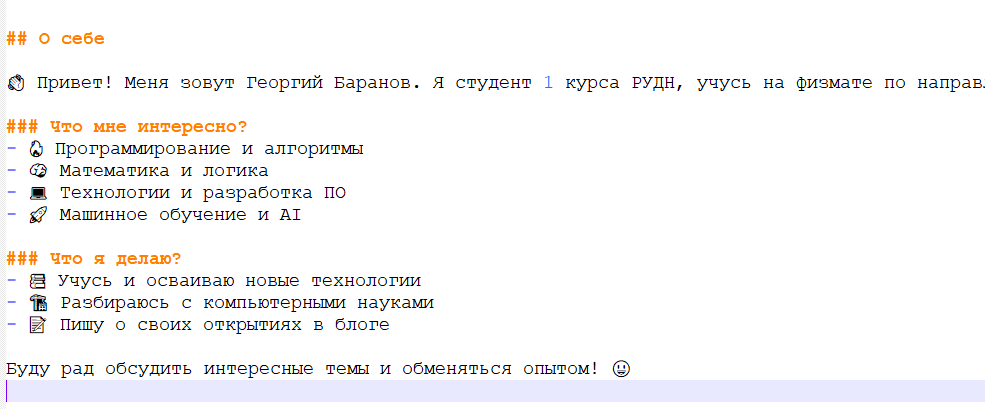 ## О себе
👋 Привет! Меня зовут Георгий Баранов. Я студент 1 курса РУДН, учусь на физмате по
### Что мне интересно?
- 🔥 Программирование и алгоритмы
- 🧠 Математика и логика
- 💻 Технологии и разработка ПО
- 🚀 Машинное обучение и AI
### Что я делаю?
- 📚 Учусь и осваиваю новые технологии
- 🏗 Разбираюсь с компьютерными науками
- 📝 Пишу о своих открытиях в блоге
Буду рад обсудить интересные темы и обменяться опытом! 😃